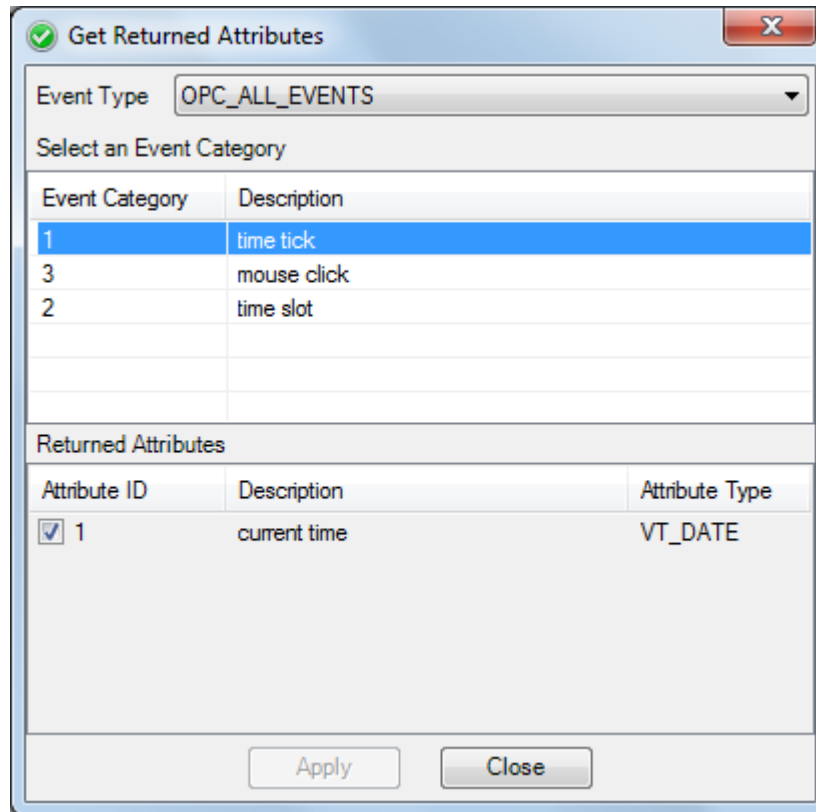 Get Returned Attributes
Event Type OPC_ALL_EVENTS
Select an Event Category
Event Category Description
1 time tick
3 mouse click
2 time slot
Returned Attributes
Attribute ID Description Attribute Type
1 current time VT_DATE
Apply Close